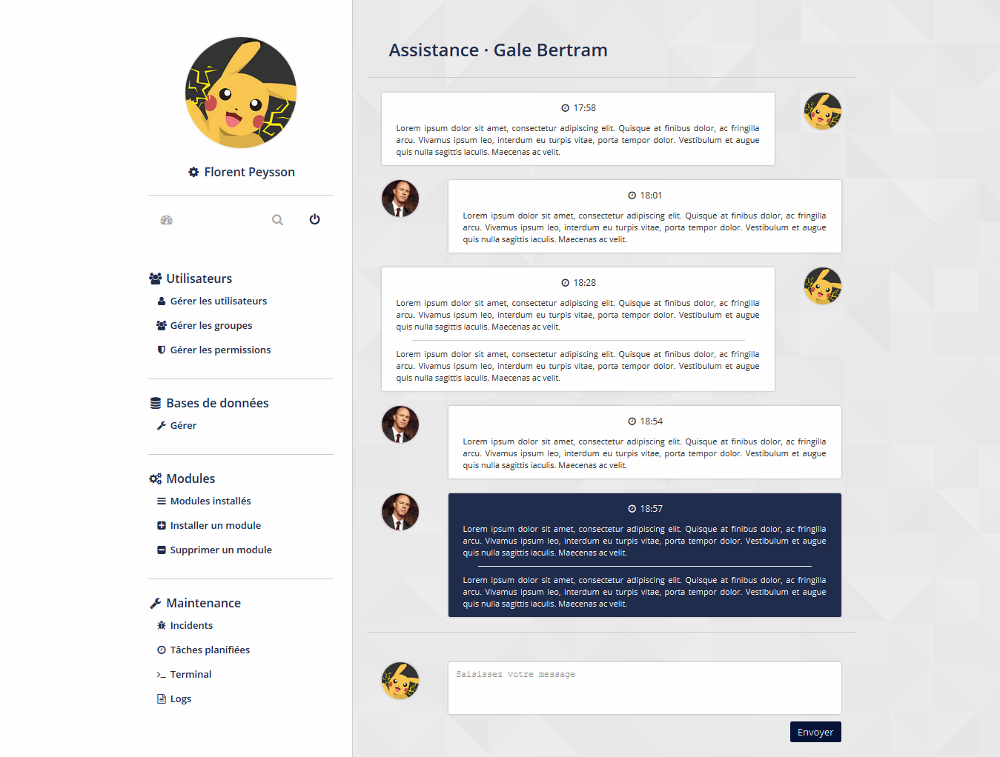 Florent Peysson
Utilisateurs
Gérer les utilisateurs
Gérer les groupes
Gérer les permissions
Bases de données
Gérer
Modules
Modules installés
Installer un module
Supprimer un module
Maintenance
Incidents
Tâches planifiées
Terminal
Logs
Assistance · Gale Bertram
17:58
Lorem ipsum dolor sit amet, consectetur adipiscing elit. Quisque at finibus dolor, ac fringilla
arcu. Vivamus ipsum leo, interdum eu turpis vitae, porta tempor dolor. Vestibulum et augue
quis nulla sagittis iaculis. Maecenas ac velit.
18:01
Lorem ipsum dolor sit amet, consectetur adipiscing elit. Quisque at finibus dolor, ac fringilla
arcu. Vivamus ipsum leo, interdum eu turpis vitae, porta tempor dolor. Vestibulum et augue
quis nulla sagittis iaculis. Maecenas ac velit.
18:28
Lorem ipsum dolor sit amet, consectetur adipiscing elit. Quisque at finibus dolor, ac fringilla
arcu. Vivamus ipsum leo, interdum eu turpis vitae, porta tempor dolor. Vestibulum et augue
quis nulla sagittis iaculis. Maecenas ac velit.
Lorem ipsum dolor sit amet, consectetur adipiscing elit. Quisque at finibus dolor, ac fringilla
arcu. Vivamus ipsum leo, interdum eu turpis vitae, porta tempor dolor. Vestibulum et augue
quis nulla sagittis iaculis. Maecenas ac velit.
18:54
Lorem ipsum dolor sit amet, consectetur adipiscing elit. Quisque at finibus dolor, ac fringilla
arcu. Vivamus ipsum leo, interdum eu turpis vitae, porta tempor dolor. Vestibulum et augue
quis nulla sagittis iaculis. Maecenas ac velit.
18:57
Lorem ipsum dolor sit amet, consectetur adipiscing elit. Quisque at finibus dolor, ac fringilla
arcu. Vivamus ipsum leo, interdum eu turpis vitae, porta tempor dolor. Vestibulum et augue
quis nulla sagittis iaculis. Maecenas ac velit.
Lorem ipsum dolor sit amet, consectetur adipiscing elit. Quisque at finibus dolor, ac fringilla
arcu. Vivamus ipsum leo, interdum eu turpis vitae, porta tempor dolor. Vestibulum et augue
quis nulla sagittis iaculis. Maecenas ac velit.
Saisissez votre message
Envoyer